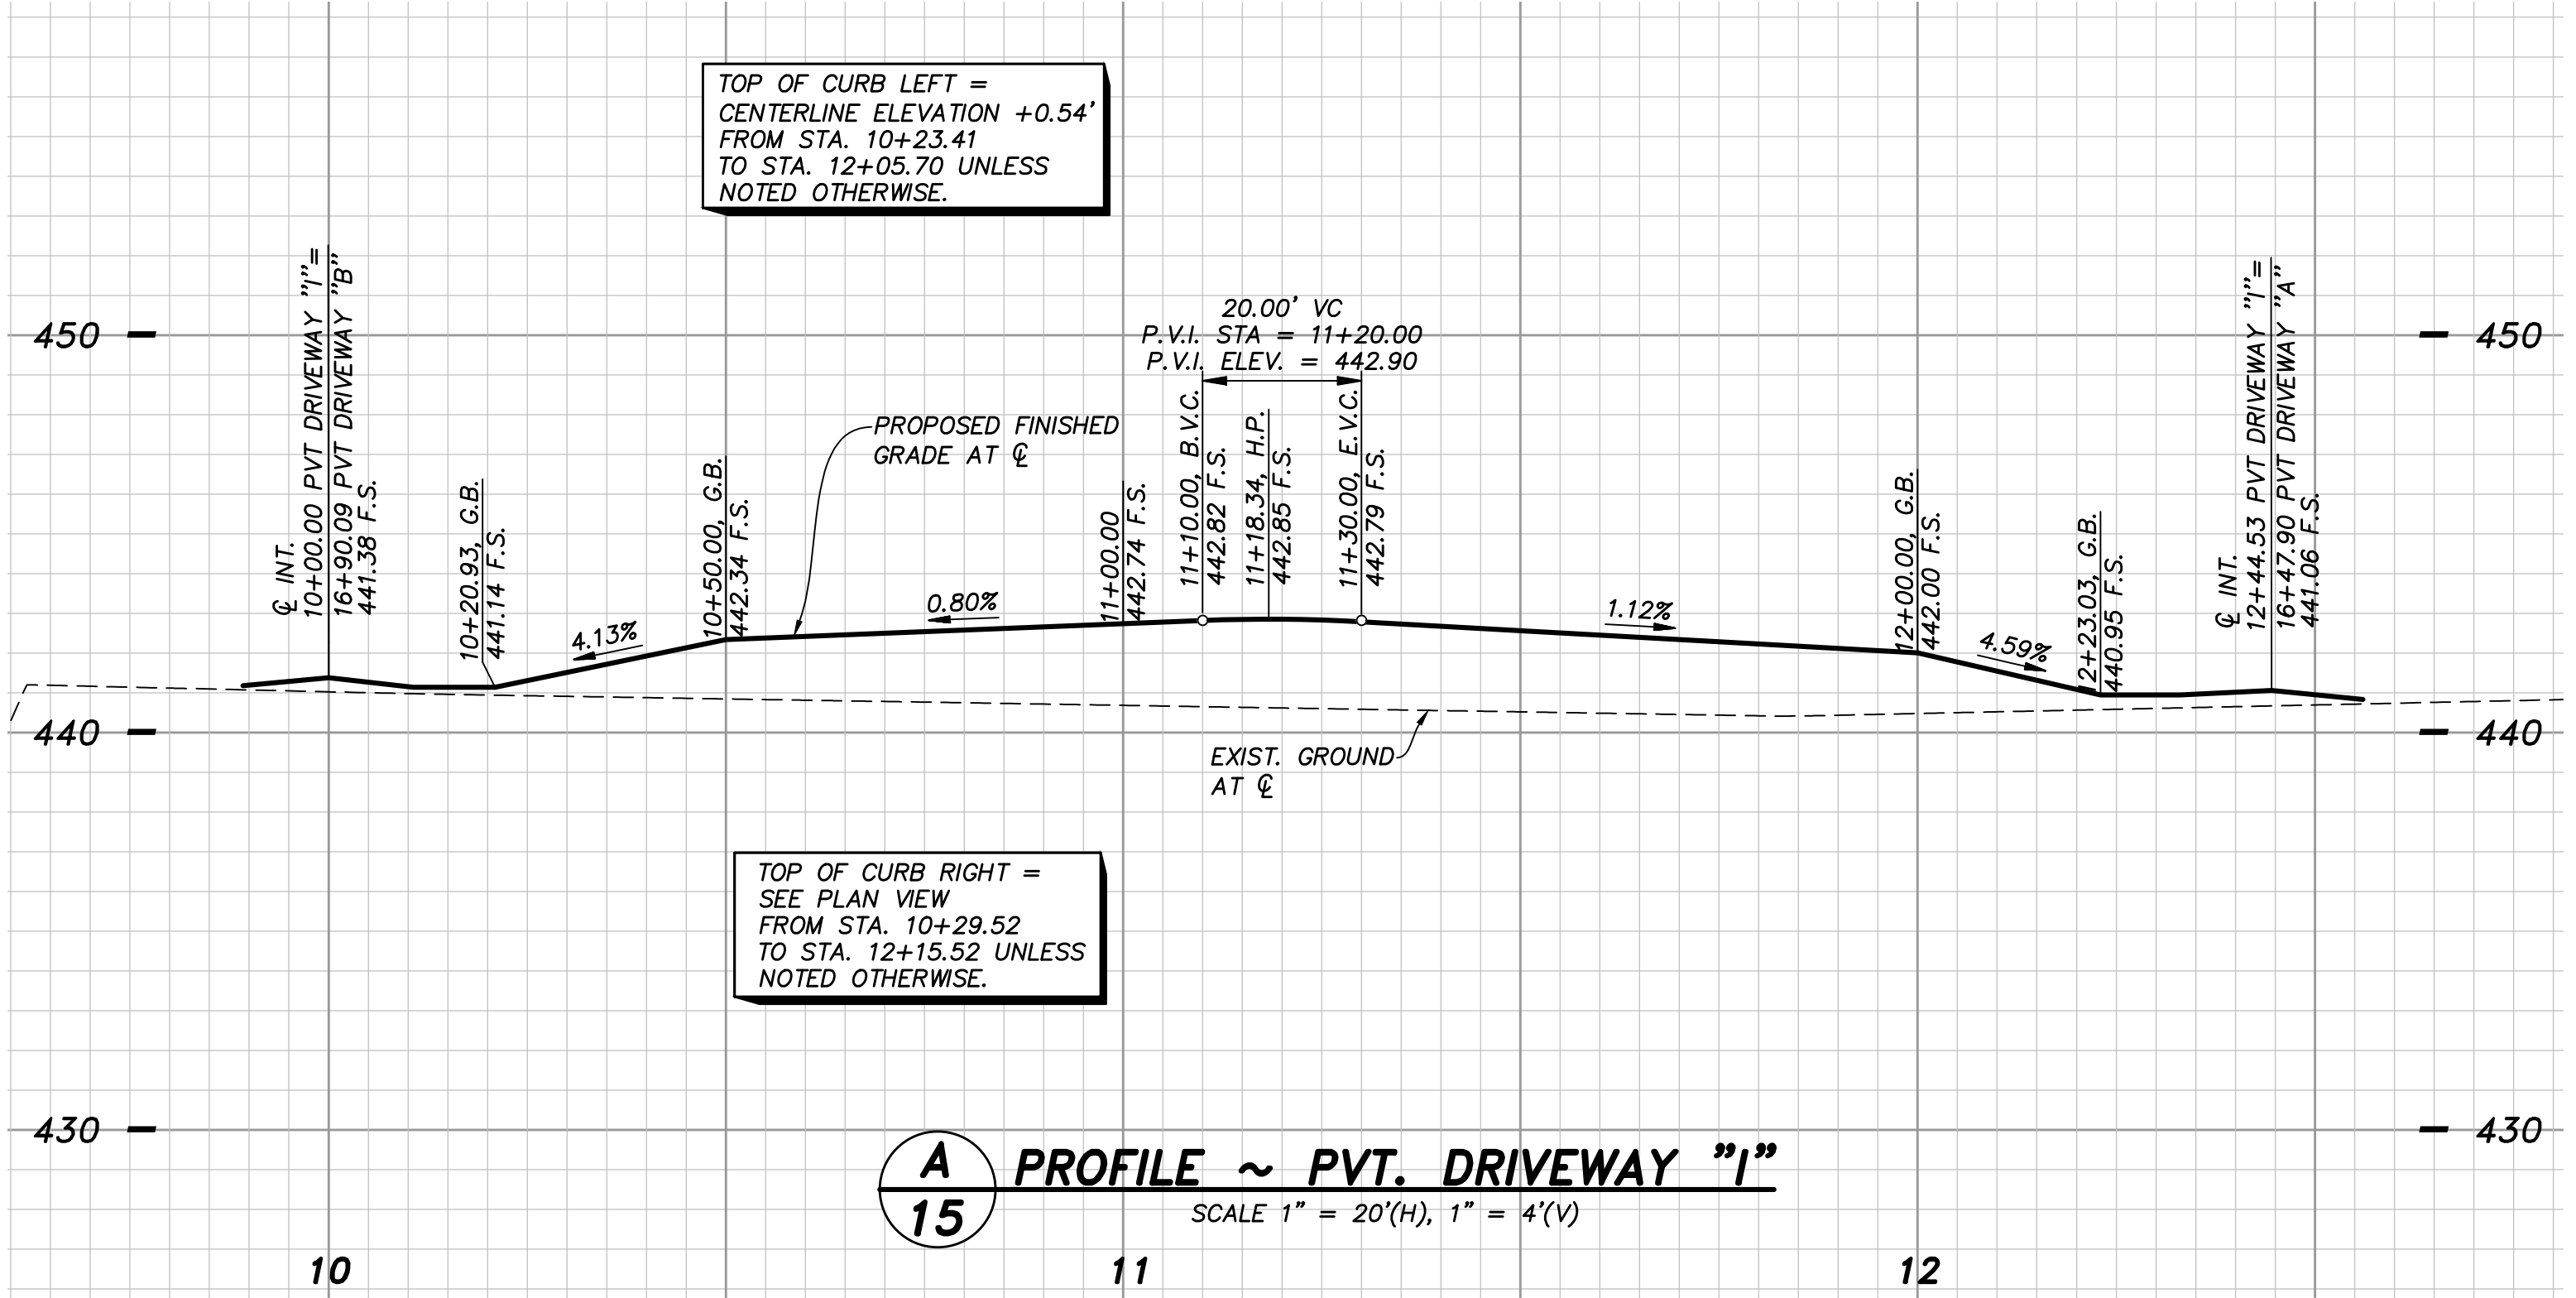 TOP OF CURB LEFT =
CENTERLINE ELEVATION +0.54'
FROM STA. 10+23.41
TO STA. 12+05.70 UNLESS
NOTED OTHERWISE.
℄ INT.
10+00.00 PVT DRIVEWAY "I"=
16+90.09 PVT DRIVEWAY "B"
441.38 F.S.
10+20.93, G.B.
441.14 F.S.
4.13%
10+50.00, G.B.
442.34 F.S.
PROPOSED FINISHED
GRADE AT ℄
0.80%
11+00.00
442.74 F.S.
20.00' VC
P.V.I. STA = 11+20.00
P.V.I. ELEV. = 442.90
11+10.00, B.V.C.
442.82 F.S.
11+18.34, H.P.
442.85 F.S.
11+30.00, E.V.C.
442.79 F.S.
1.12%
12+00.00, G.B.
442.00 F.S.
4.59%
12+23.03, G.B.
440.95 F.S.
℄ INT.
12+44.53 PVT DRIVEWAY "I"=
16+47.90 PVT DRIVEWAY "A"
441.06 F.S.
450
450
440
440
EXIST. GROUND
AT ℄
TOP OF CURB RIGHT =
SEE PLAN VIEW
FROM STA. 10+29.52
TO STA. 12+15.52 UNLESS
NOTED OTHERWISE.
430
430
A
15
PROFILE ~ PVT. DRIVEWAY "I"
SCALE 1" = 20'(H), 1" = 4'(V)
10
11
12